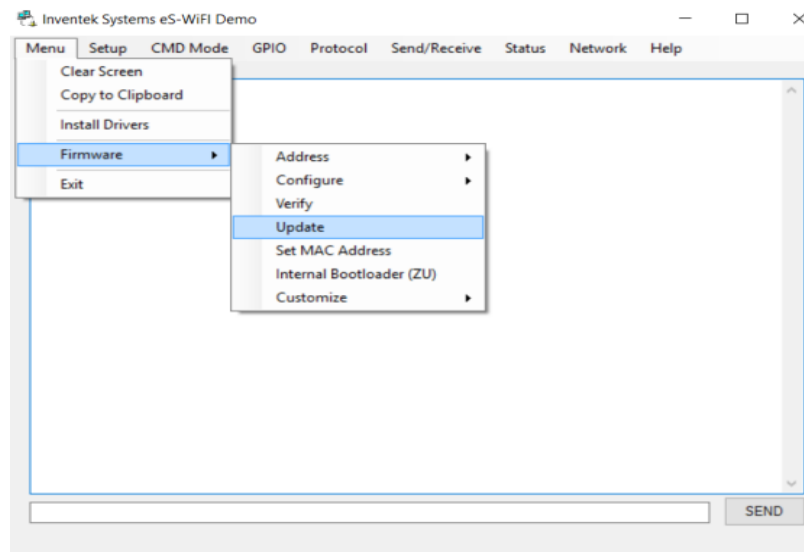 Inventek Systems eS-WiFI Demo
Menu Setup CMD Mode GPIO Protocol Send/Receive Status Network Help
Clear Screen
Copy to Clipboard
Install Drivers
Firmware
Exit
Address
Configure
Verify
Update
Set MAC Address
Internal Bootloader (ZU)
Customize
SEND